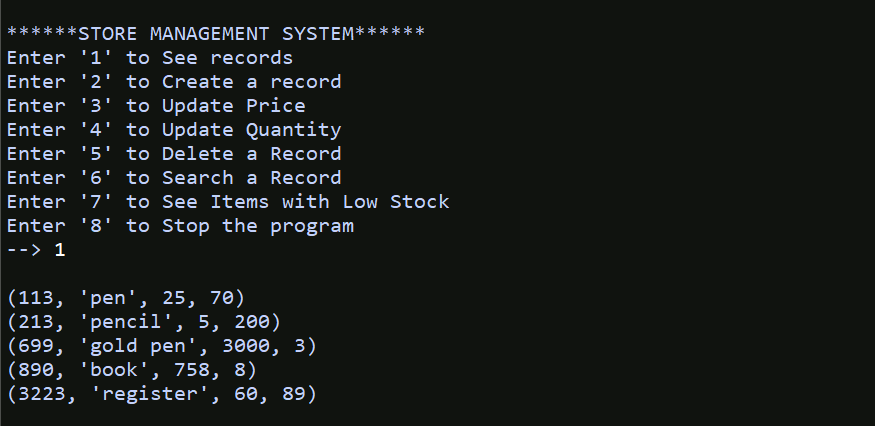 ******STORE MANAGEMENT SYSTEM******
Enter '1' to See records
Enter '2' to Create a record
Enter '3' to Update Price
Enter '4' to Update Quantity
Enter '5' to Delete a Record
Enter '6' to Search a Record
Enter '7' to See Items with Low Stock
Enter '8' to Stop the program
--> 1
(113, 'pen', 25, 70)
(213, 'pencil', 5, 200)
(699, 'gold pen', 3000, 3)
(890, 'book', 758, 8)
(3223, 'register', 60, 89)